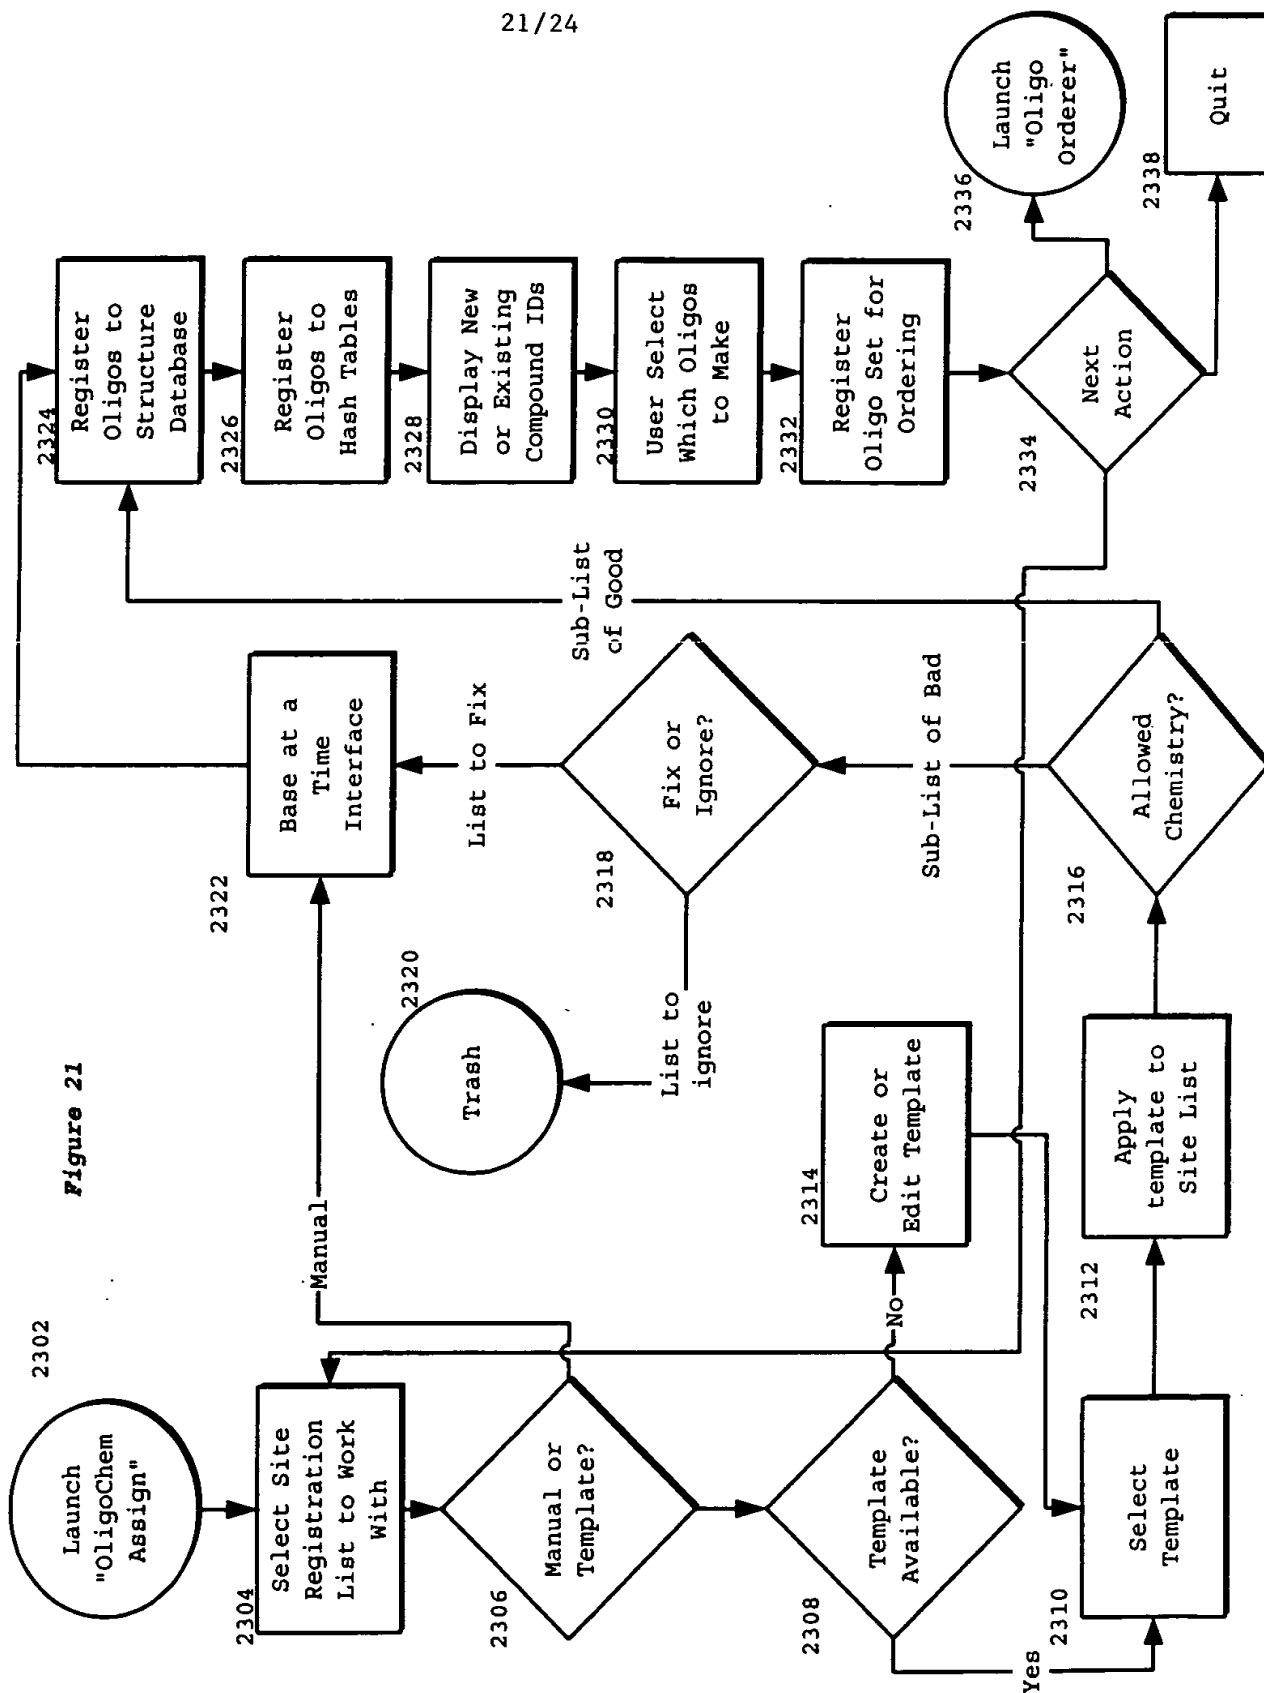 21/24
Figure 21
2302
Launch
"OligoChem
Assign"
2304
Select Site
Registration
List to Work
With
2306
Manual or
Template?
Manual
2308
Template
Available?
No
Yes
2310
Select
Template
2314
Create or
Edit Template
2312
Apply
template to
Site List
2316
Allowed
Chemistry?
Sub-List of Bad
Sub-List
of Good
2318
Fix or
Ignore?
List to
ignore
2320
Trash
List to Fix
2322
Base at a
Time
Interface
2324
Register
Oligos to
Structure
Database
2326
Register
Oligos to
Hash Tables
2328
Display New
or Existing
Compound IDs
2330
User Select
Which Oligos
to Make
2332
Register
Oligo Set for
Ordering
2334
Next
Action
2336
Launch
"Oligo
Orderer"
2338
Quit